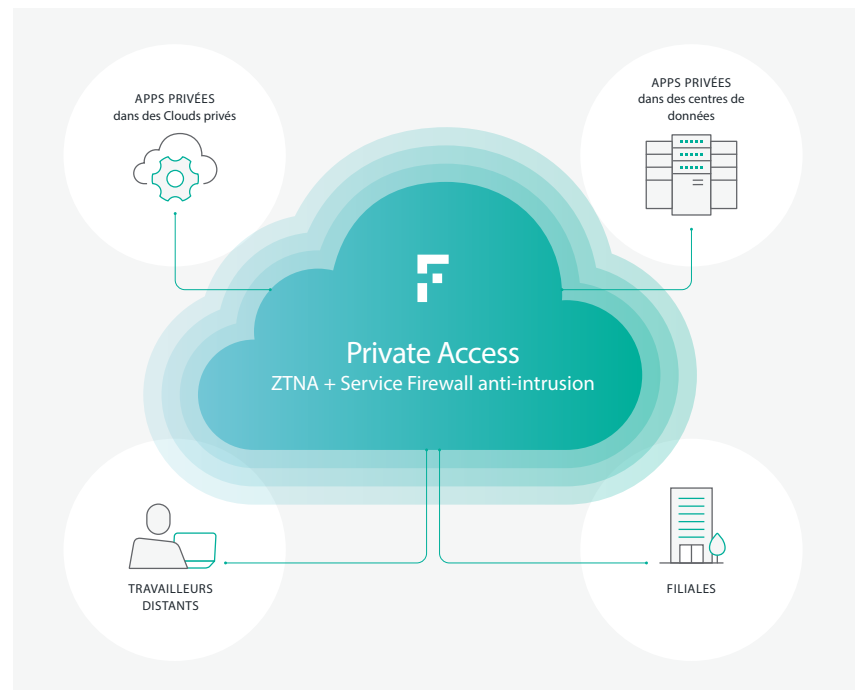 APPS PRIVÉES
dans des Clouds privés
APPS PRIVÉES
dans des centres de
données
Private Access
ZTNA + Service Firewall anti-intrusion
TRAVAILLEURS
DISTANTS
FILIALES